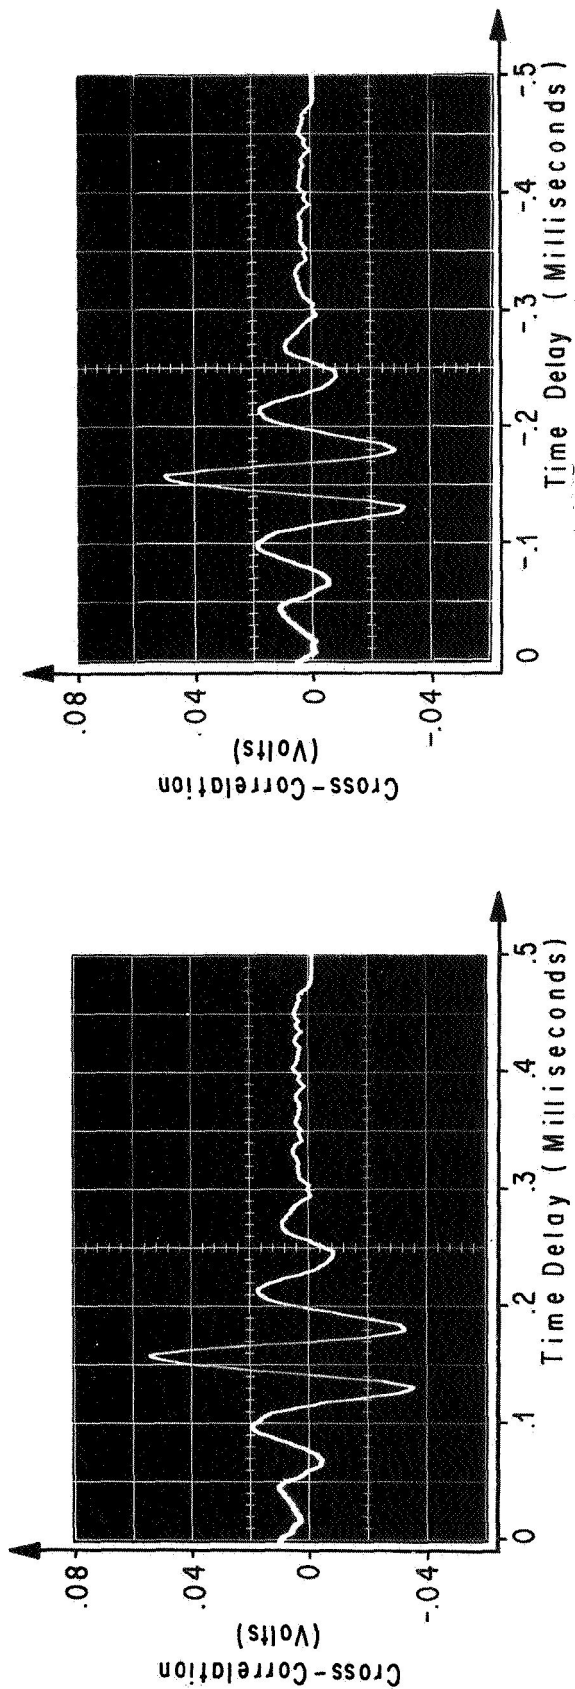 Cross-Correlation
(Volts)
.08
.04
0
-.04
0 .1 .2 .3 .4 .5
Time Delay (Milliseconds)
Cross-Correlation
(Volts)
.08
.04
0
-.04
0 -.1 -.2 -.3 -.4 -.5
Time Delay (Milliseconds)